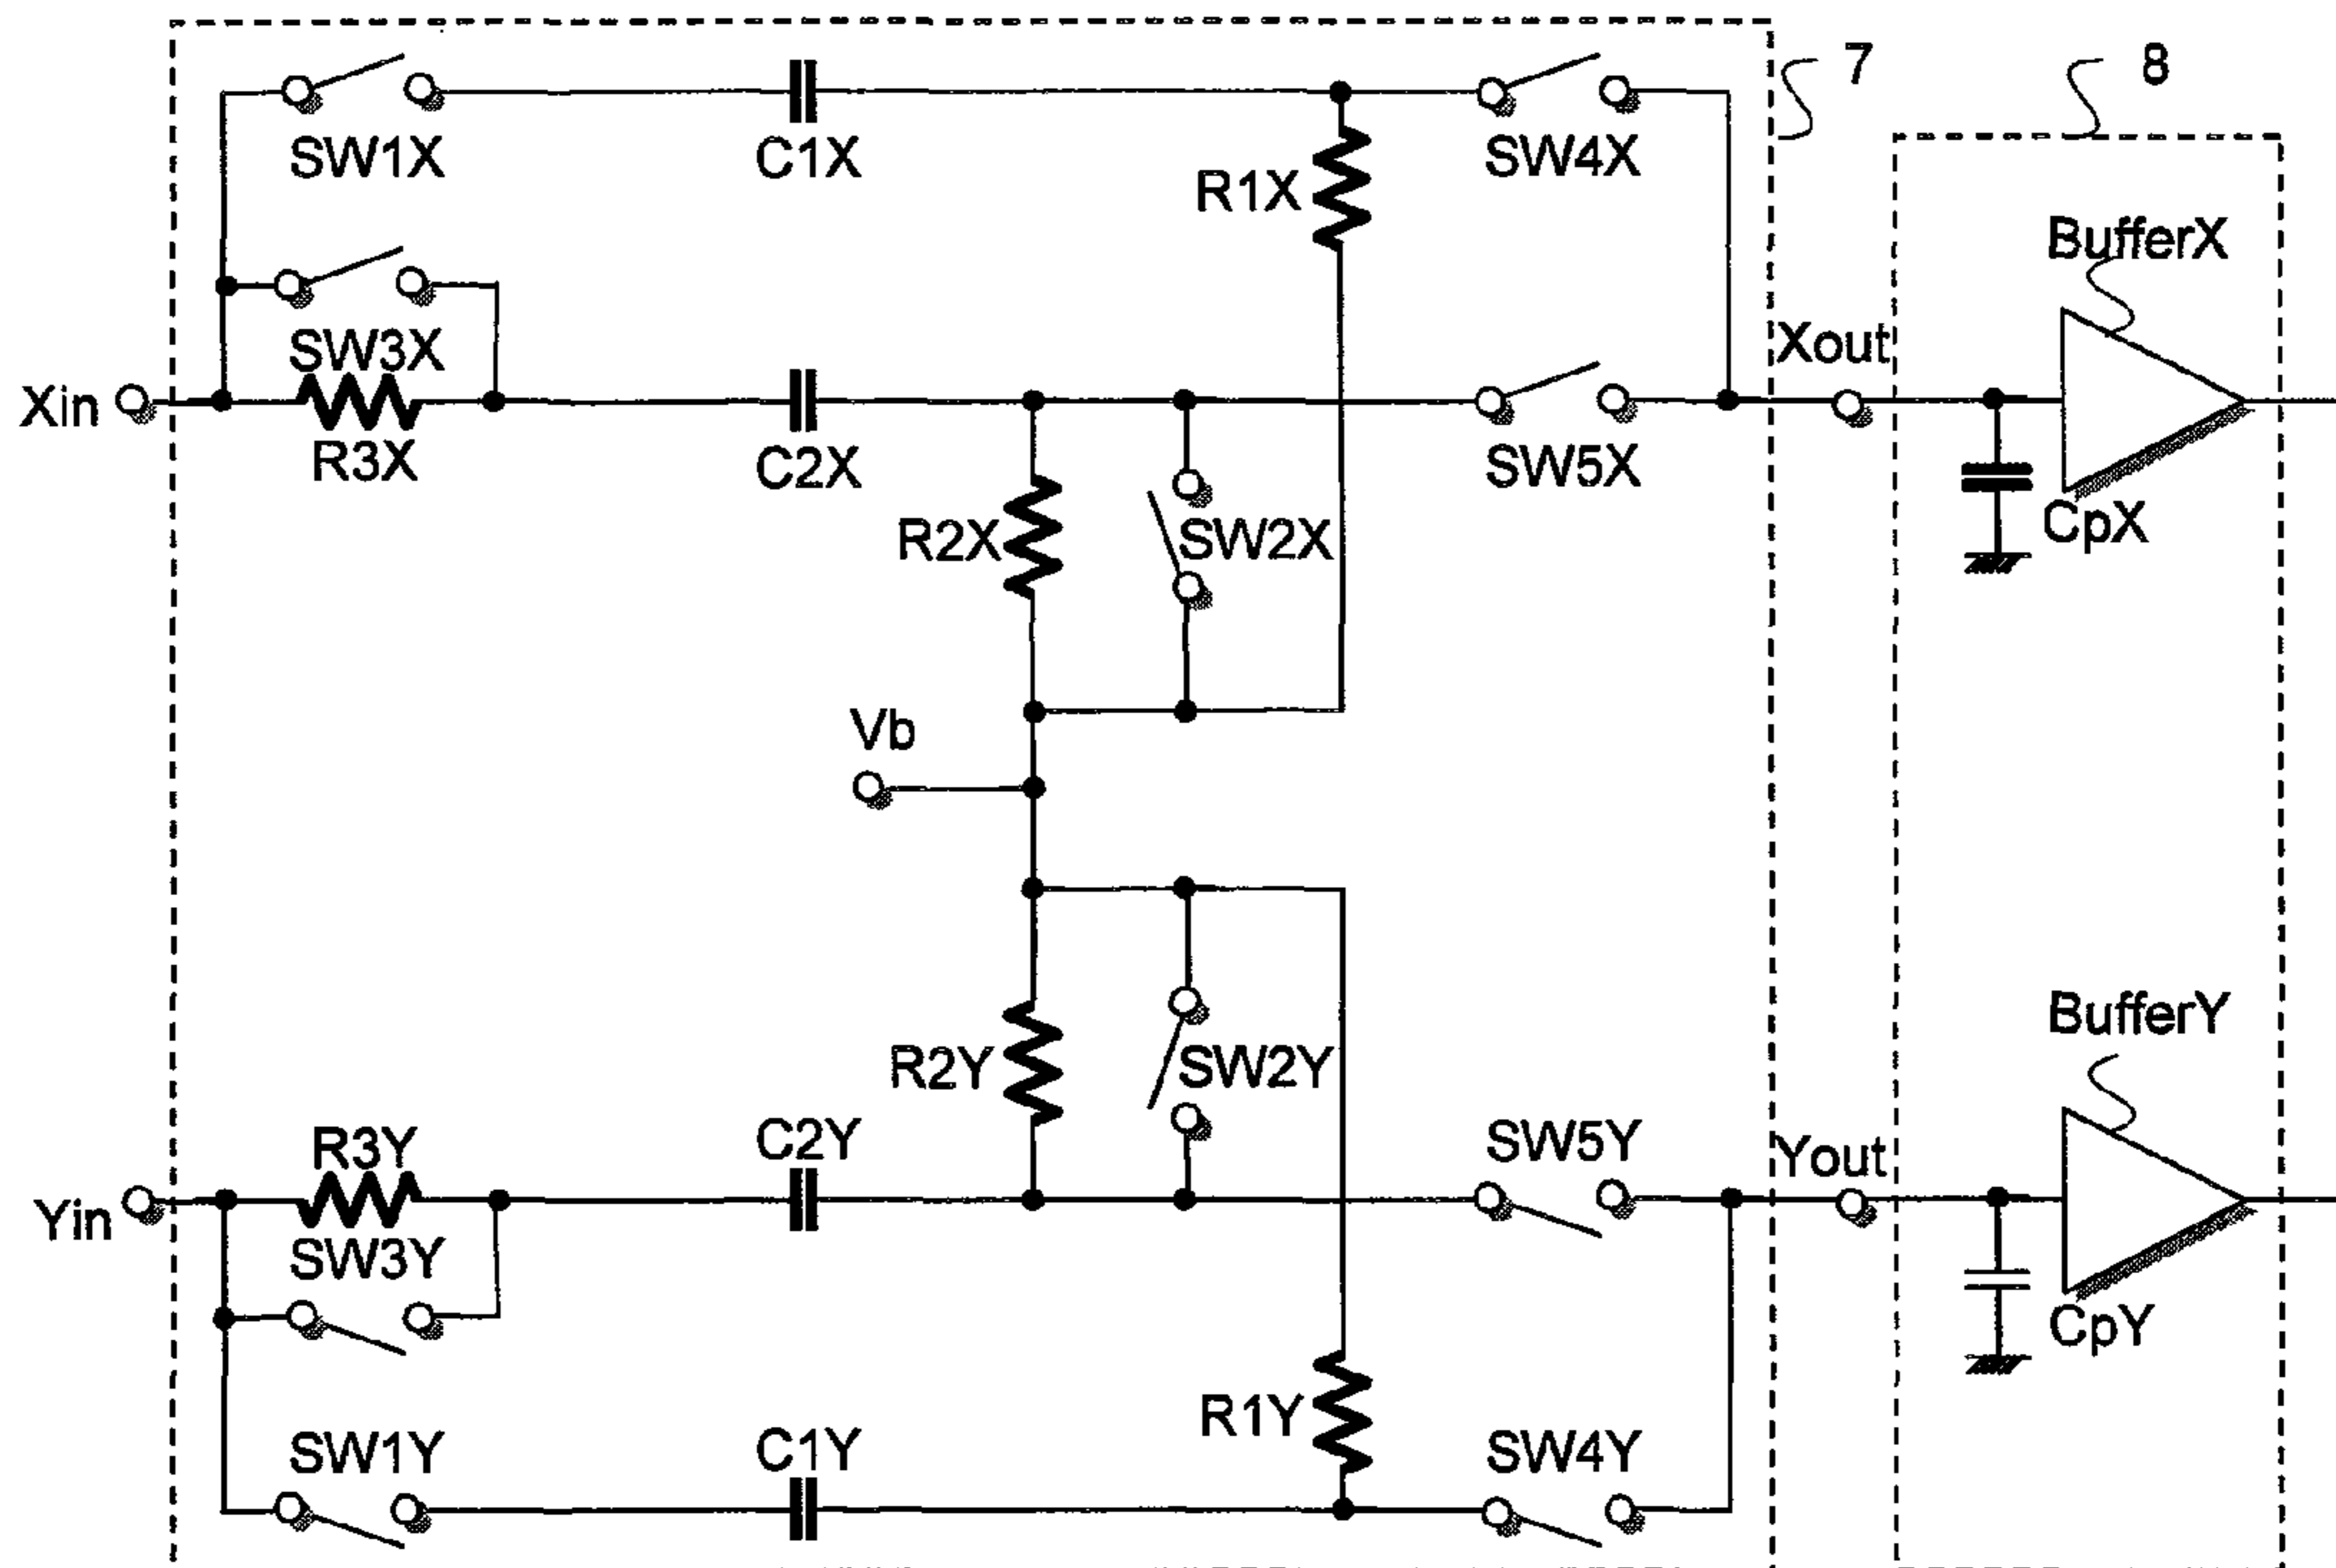 7
8
SW1X
C1X
SW4X
R1X
BufferX
SW3X
Xout
Xin
R3X
C2X
SW5X
R2X
SW2X
CpX
Vb
BufferY
R2Y
SW2Y
R3Y
C2Y
SW5Y
Yout
Yin
SW3Y
CpY
R1Y
SW1Y
C1Y
SW4Y